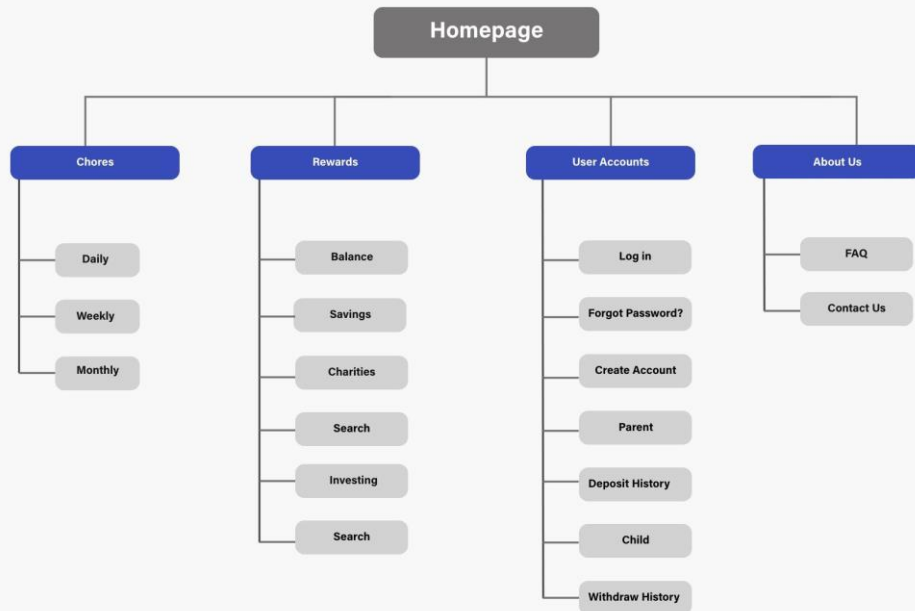 Homepage
Chores
Daily
Weekly
Monthly
Rewards
Balance
Savings
Charities
Search
Investing
Search
User Accounts
Log in
Forgot Password?
Create Account
Parent
Deposit History
Child
Withdraw History
About Us
FAQ
Contact Us